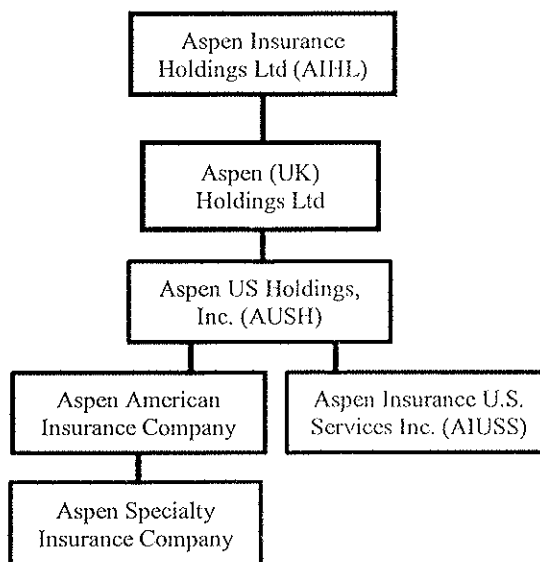 Aspen Insurance
Holdings Ltd (AIHL)
Aspen (UK)
Holdings Ltd
Aspen US Holdings,
Inc. (AUSH)
Aspen American
Insurance Company
Aspen Insurance U.S.
Services Inc. (AIUSS)
Aspen Specialty
Insurance Company